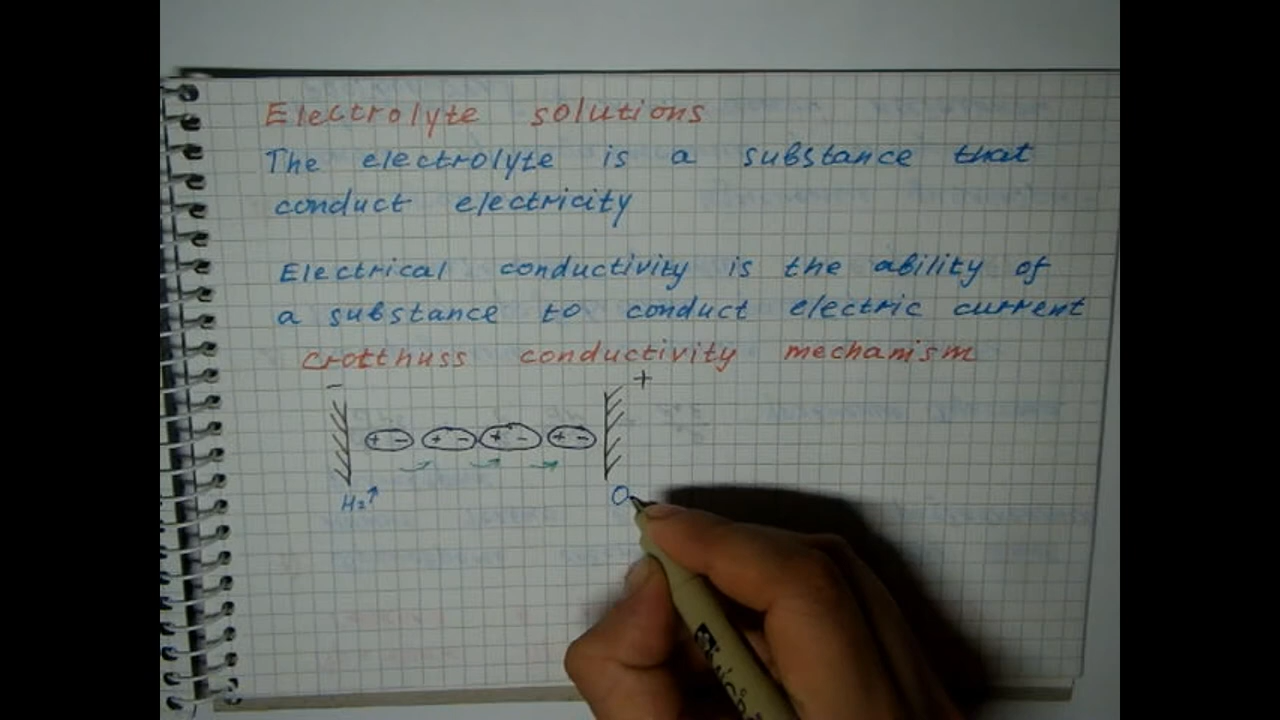 Electrolyte solutions
The electrolyte is a substance that
conduct electricity
Electrical conductivity is the ability of
a substance to conduct electric current
Crotthuss conductivity mechanism
- +
+ - + - + - + -
H₂↑ O